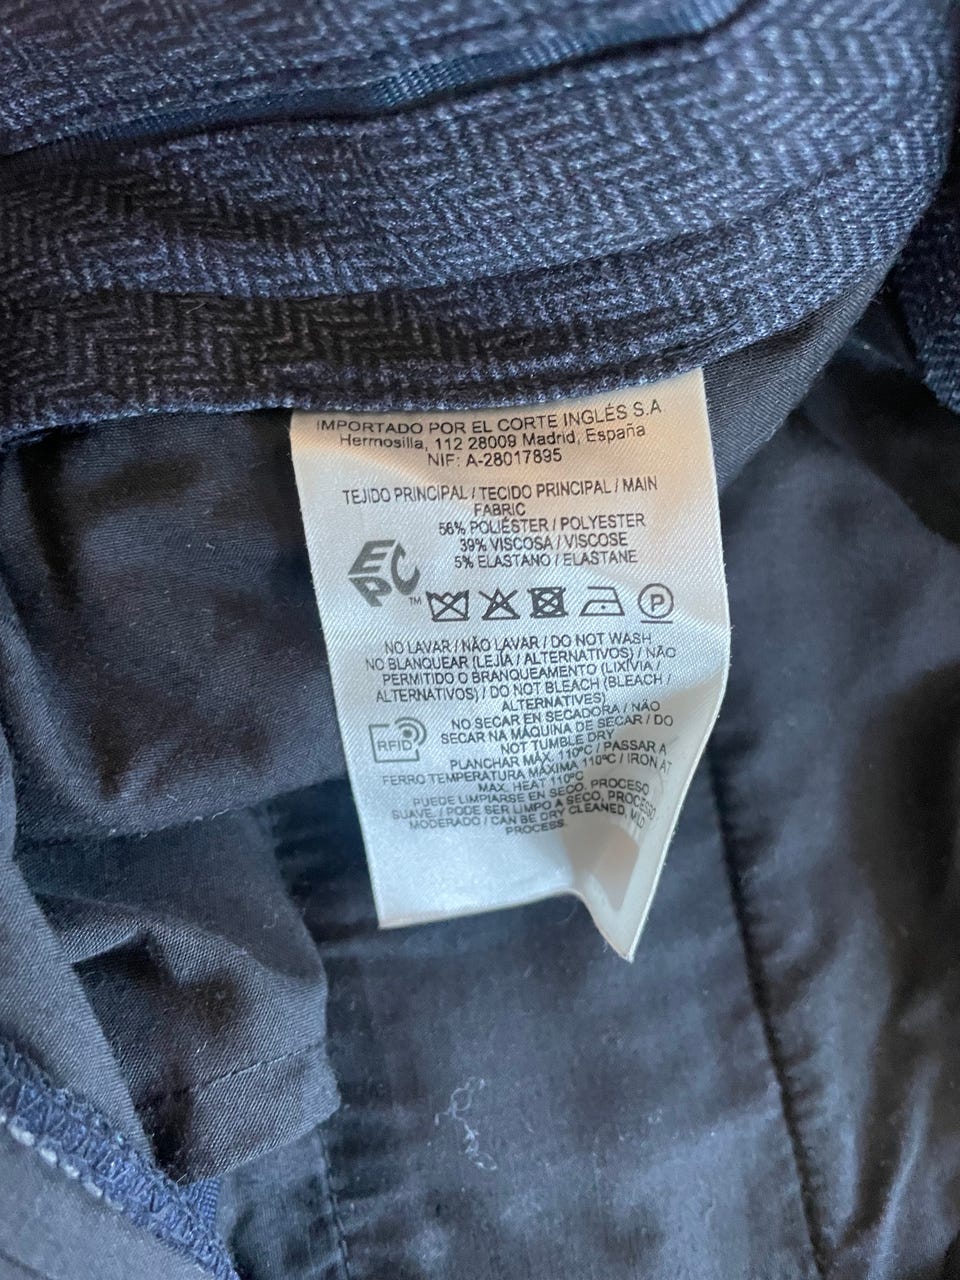 IMPORTADO POR EL CORTE INGLÉS S.A
Hermosilla, 112 28009 Madrid, España
NIF: A-28017895
TEJIDO PRINCIPAL / TECIDO PRINCIPAL / MAIN
FABRIC
56% POLIÉSTER / POLYESTER
39% VISCOSA / VISCOSE
5% ELASTANO / ELASTANE
EPC™
P
NO LAVAR / NÃO LAVAR / DO NOT WASH
NO BLANQUEAR (LEJÍA / ALTERNATIVOS) / NÃO
PERMITIDO O BRANQUEAMENTO (LIXÍVIA /
ALTERNATIVOS) / DO NOT BLEACH (BLEACH /
ALTERNATIVES)
RFID
NO SECAR EN SECADORA / NÃO
SECAR NA MÁQUINA DE SECAR / DO
NOT TUMBLE DRY
PLANCHAR MÁX. 110ºC / PASSAR A
FERRO TEMPERATURA MÁXIMA 110ºC / IRON AT
MAX. HEAT 110ºC
PUEDE LIMPIARSE EN SECO, PROCESO
SUAVE. / PODE SER LIMPO A SECO, PROCESSO
MODERADO / CAN BE DRY CLEANED, MILD
PROCESS